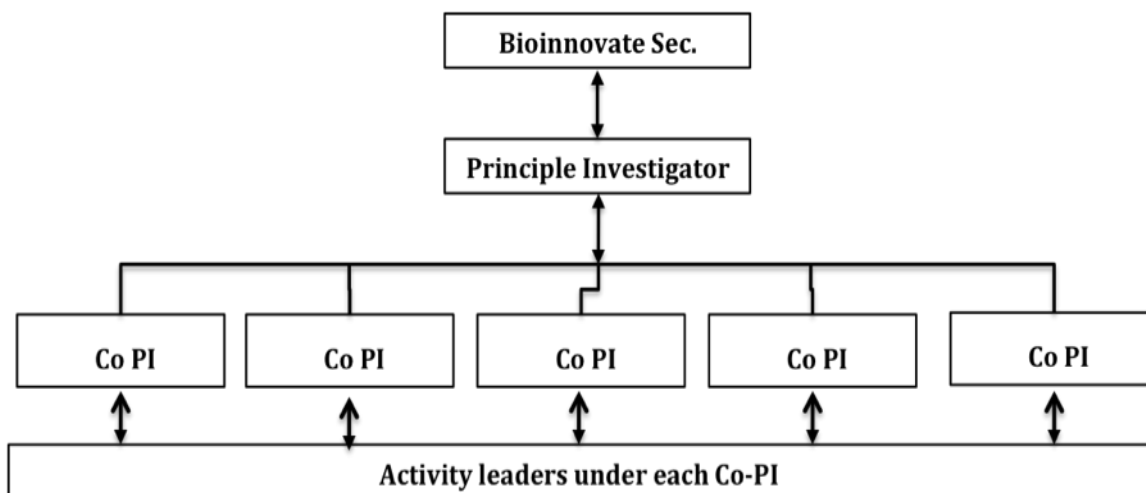 Bioinnovate Sec.
Principle Investigator
Co PI
Co PI
Co PI
Co PI
Co PI
Activity leaders under each Co-PI